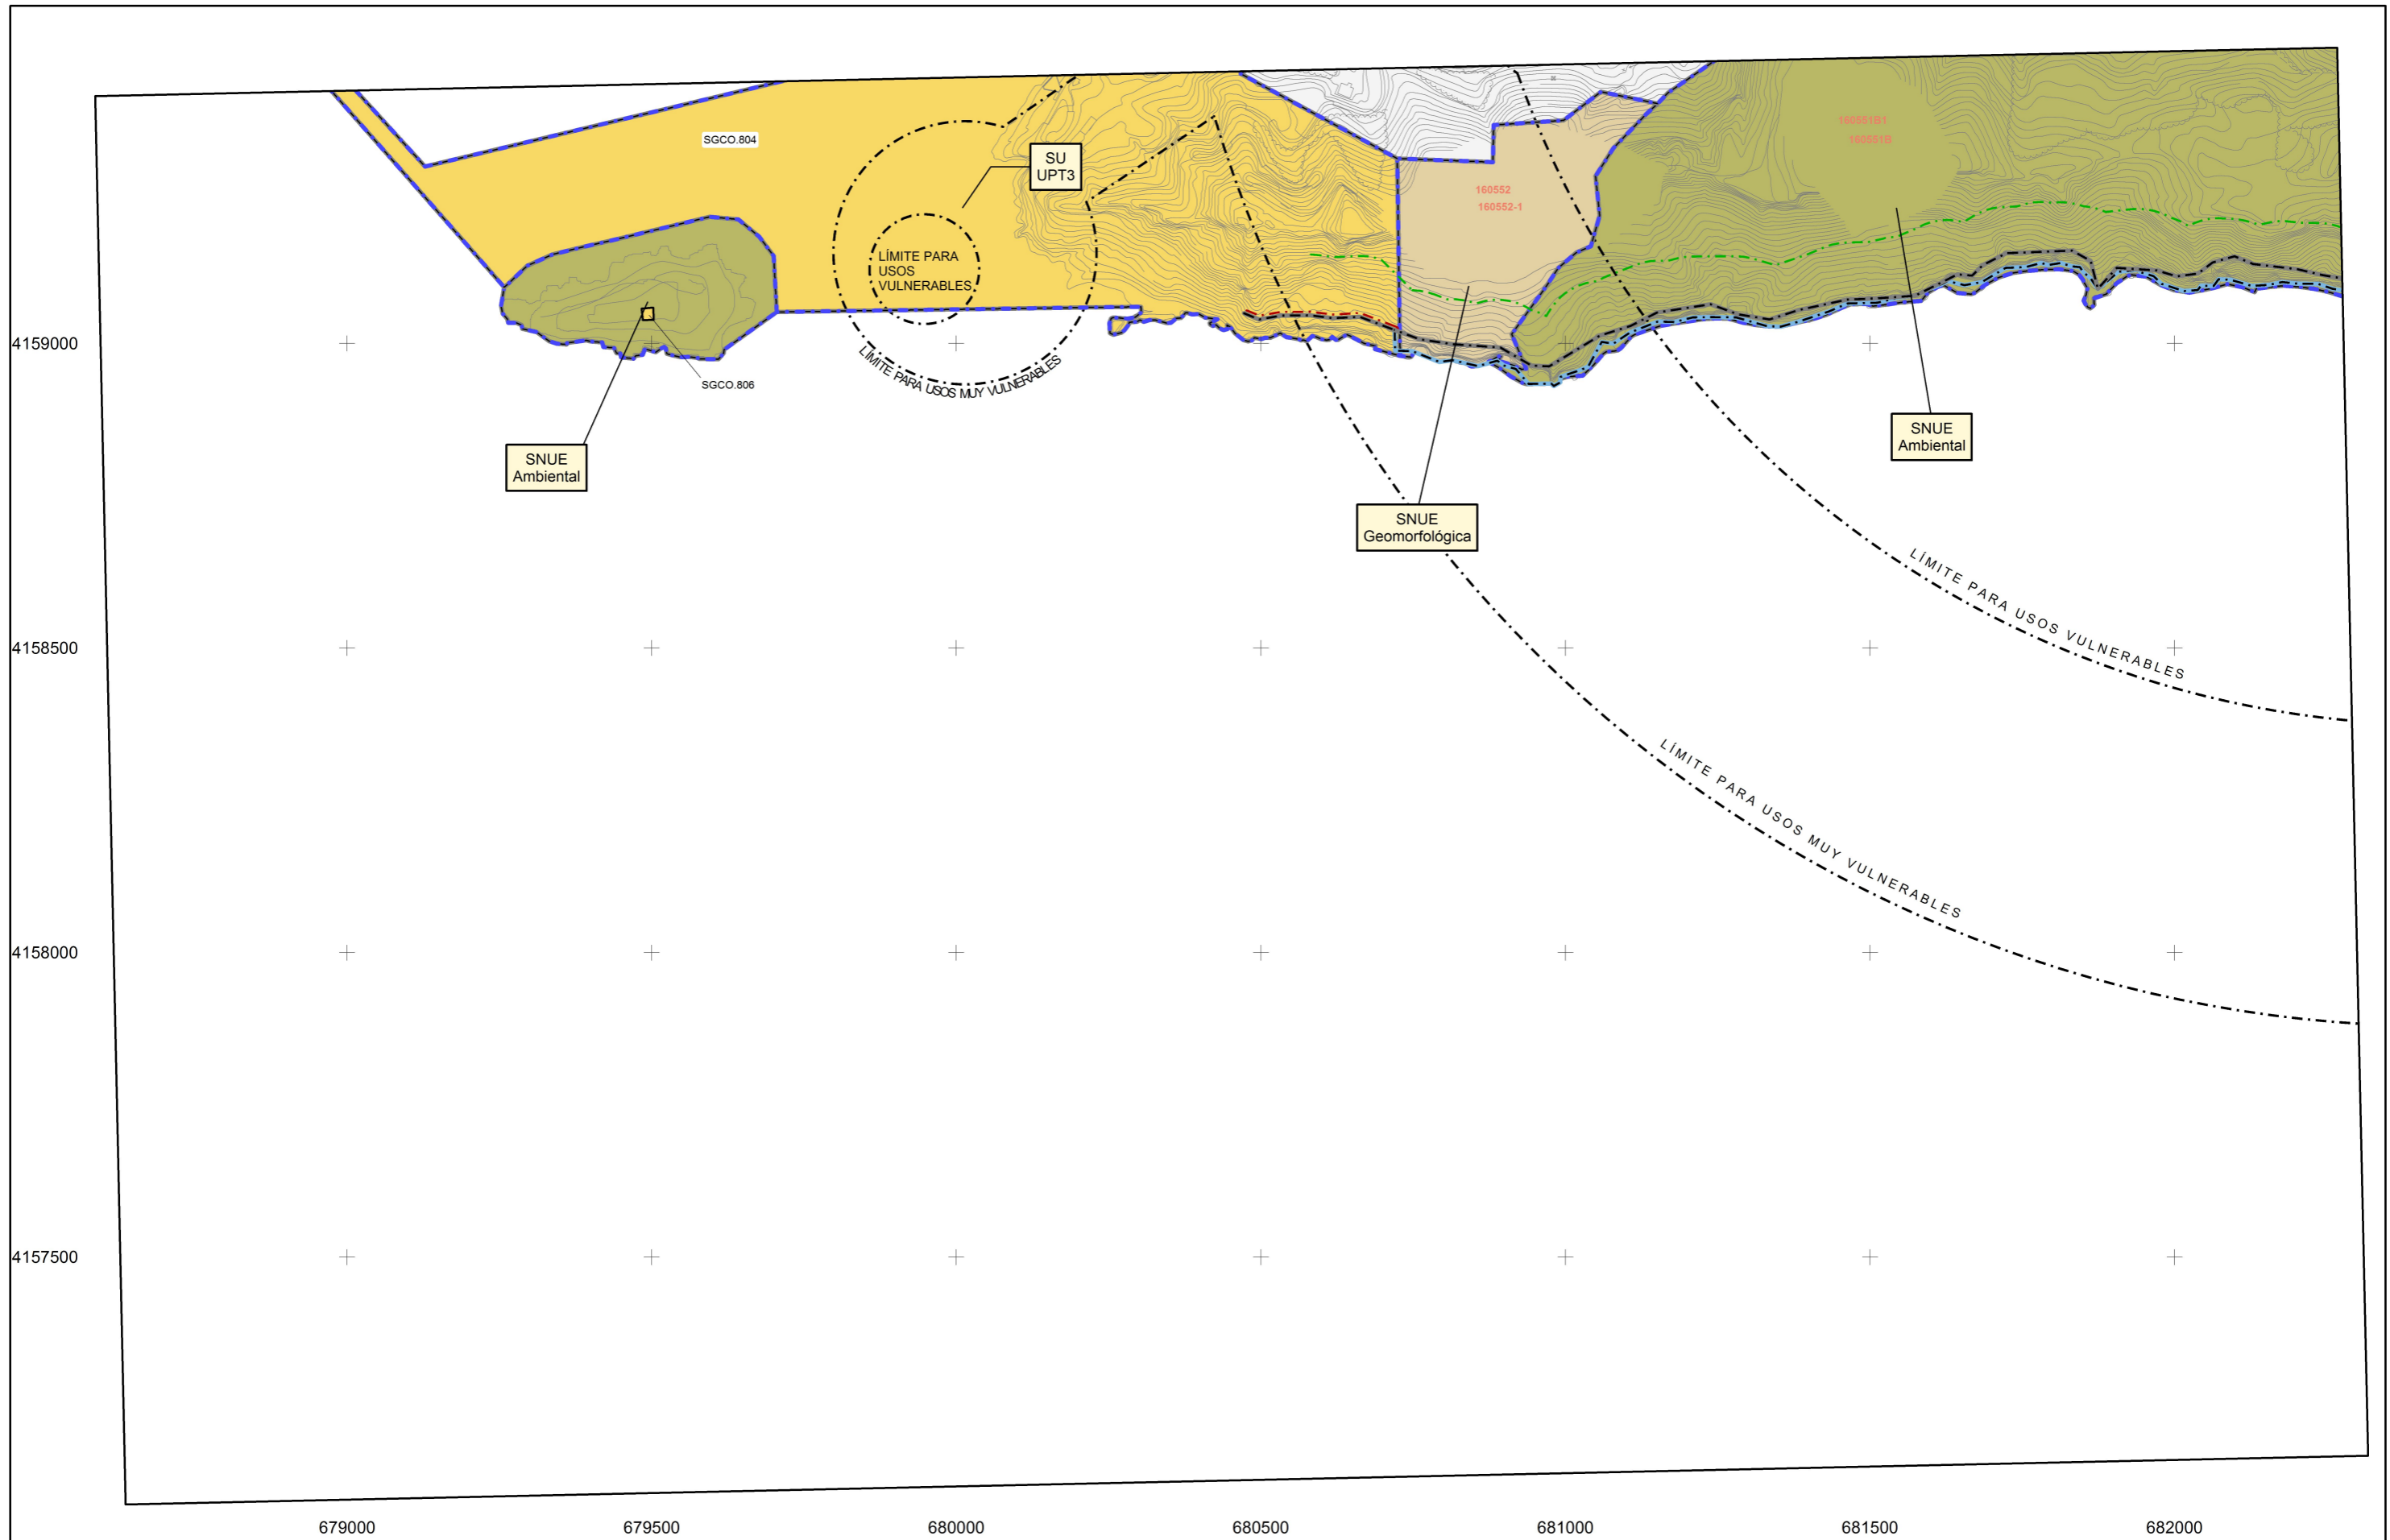 160551B1
160551B
SGCO.804
SU
UPT3
160552
160552-1
LÍMITE PARA
USOS
VULNERABLES
4159000
LÍMITE PARA USOS MUY VULNERABLES
SGCO.806
SNUE
Ambiental
SNUE
Ambiental
SNUE
Geomorfológica
LÍMITE PARA USOS VULNERABLES
4158500
LÍMITE PARA USOS MUY VULNERABLES
4158000
4157500
679000
679500
680000
680500
681000
681500
682000